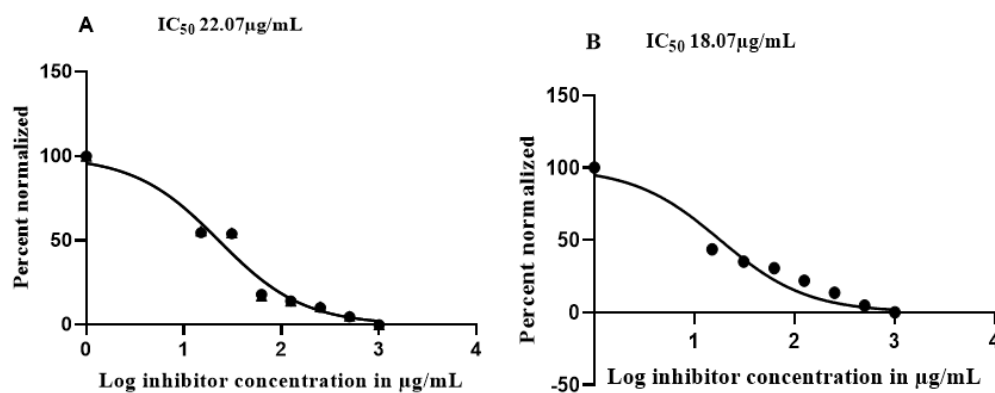 A IC50 22.07µg/mL
150
100
50
0
0 1 2 3 4
Percent normalized
Log inhibitor concentration in µg/mL
B IC50 18.07µg/mL
150
100
50
0
-50
1 2 3 4
Percent normalized
Log inhibitor concentration in µg/mL